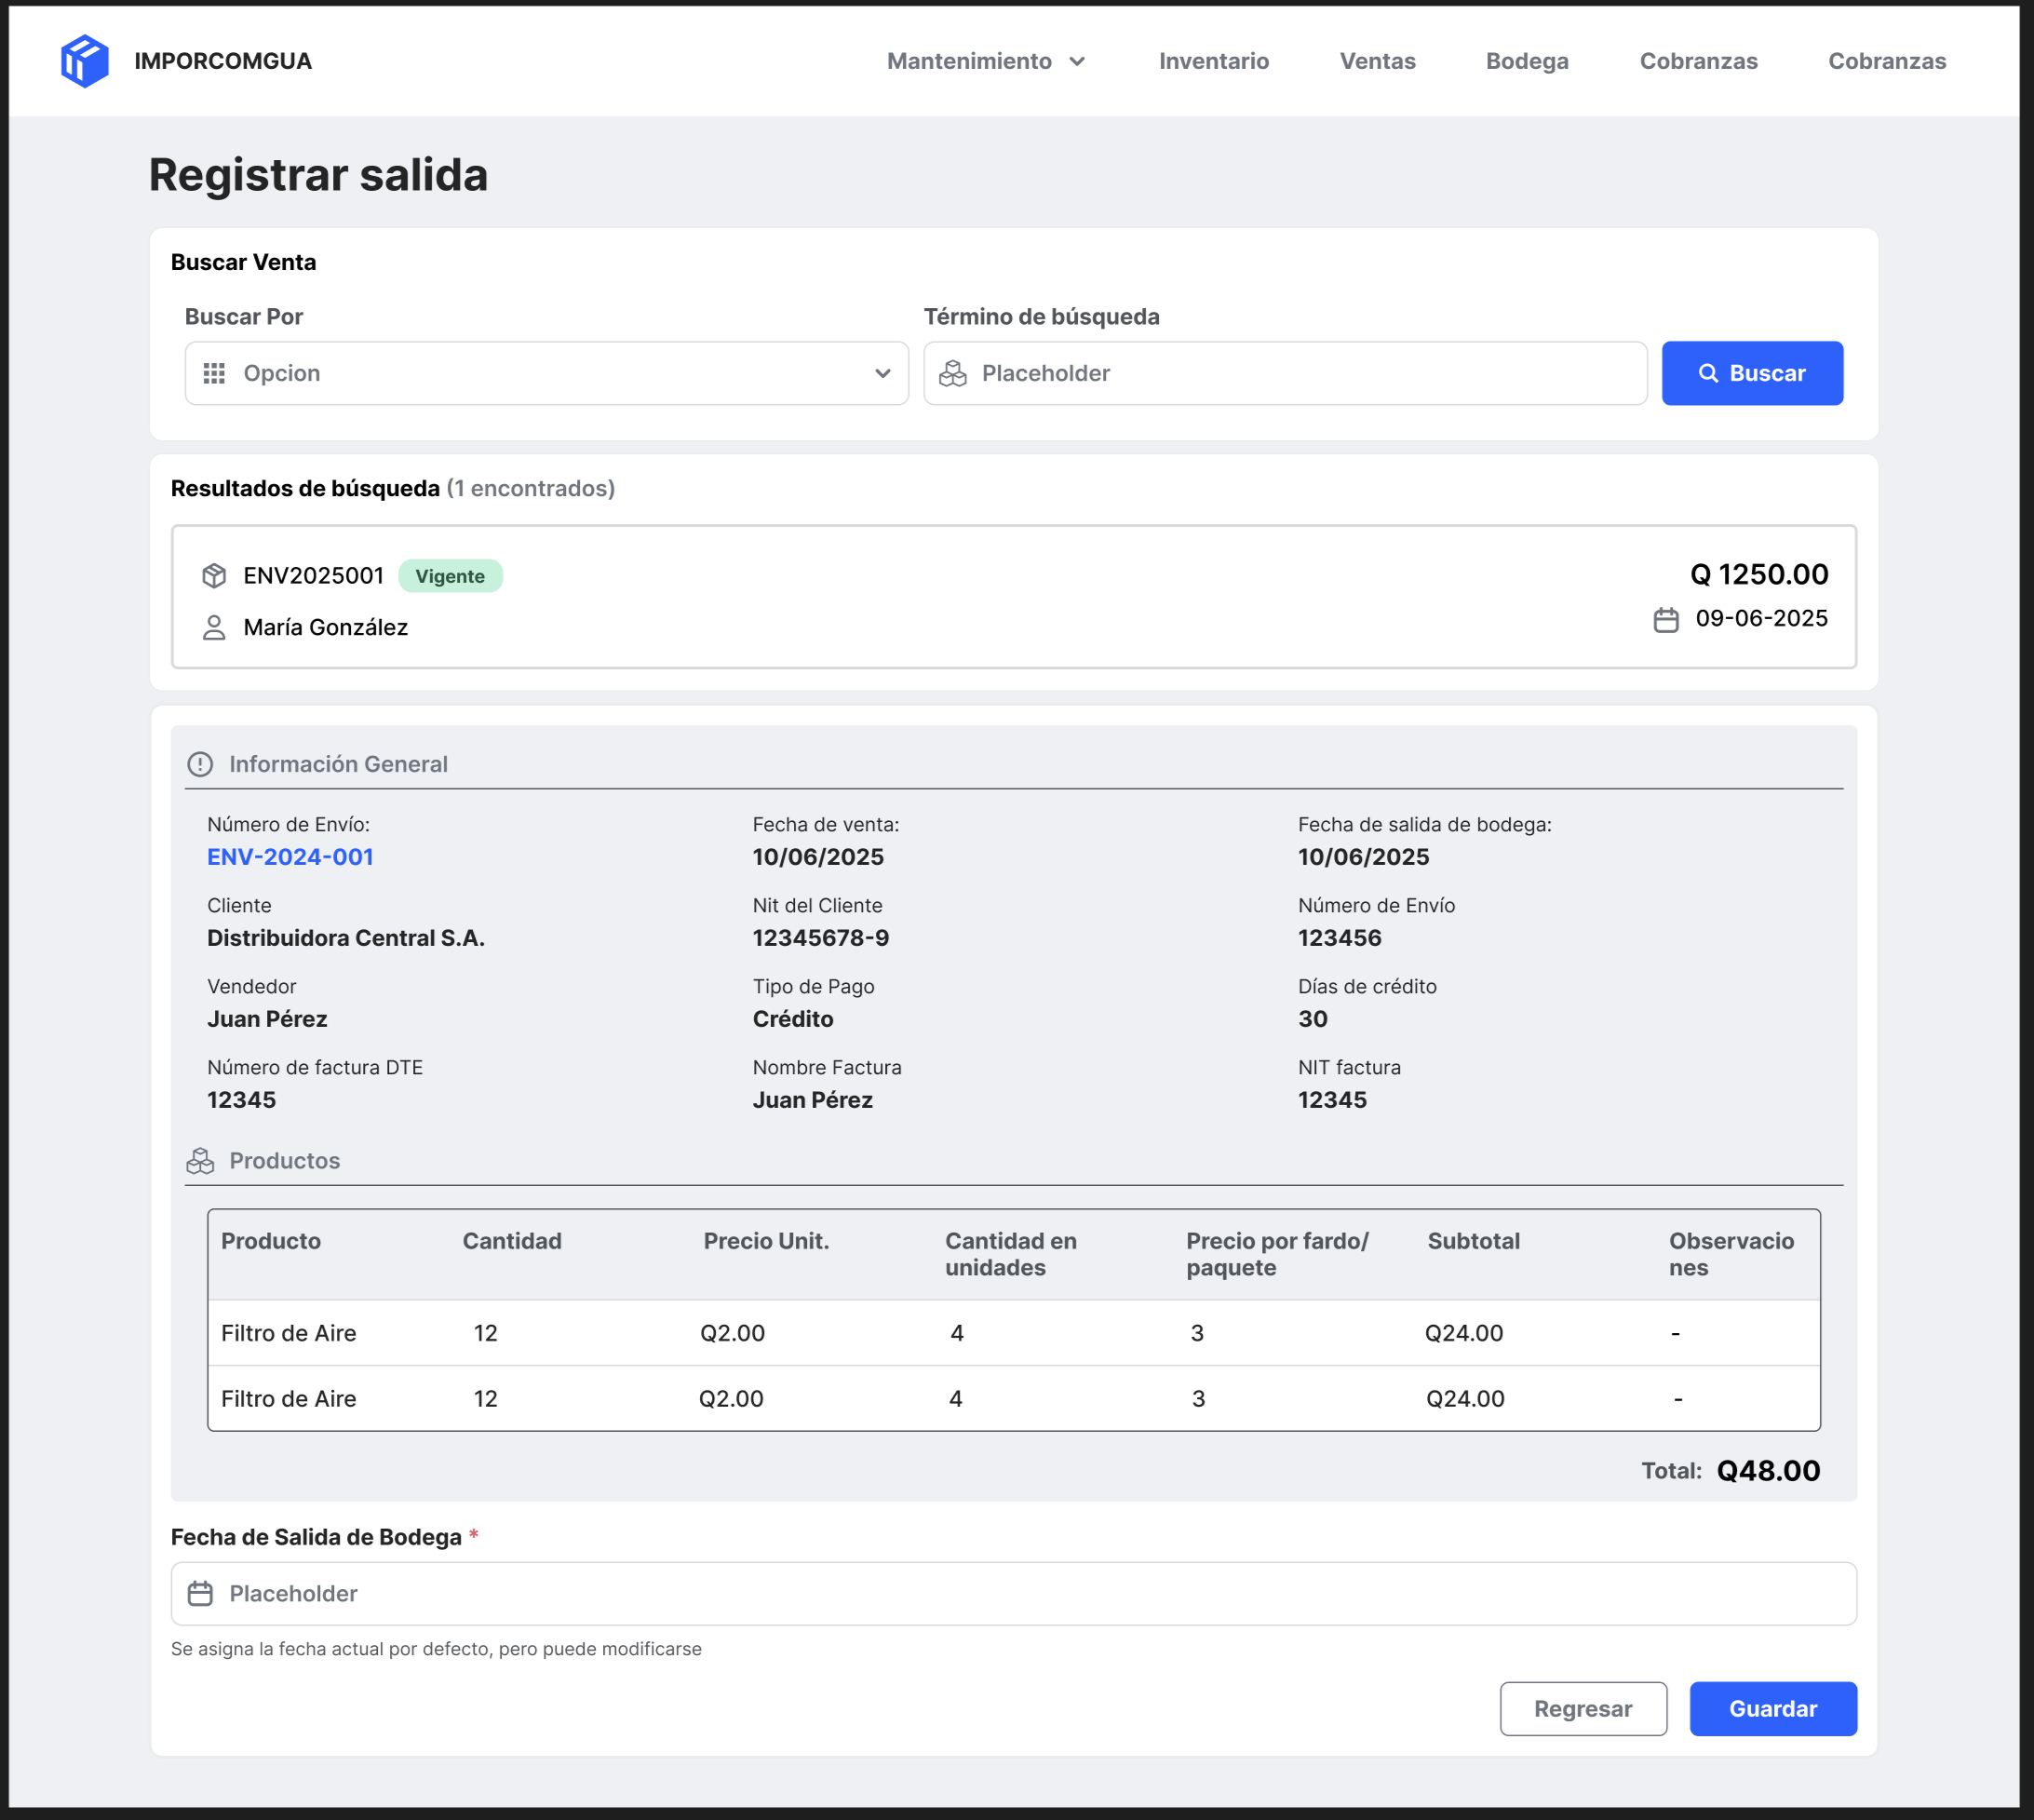 IMPORCOMGUA
Mantenimiento
Inventario
Ventas
Bodega
Cobranzas
Cobranzas
Registrar salida
Buscar Venta
Buscar Por
Término de búsqueda
Opcion
Placeholder
Buscar
Resultados de búsqueda (1 encontrados)
ENV2025001
Vigente
Q 1250.00
María González
09-06-2025
Información General
Número de Envío:
Fecha de venta:
Fecha de salida de bodega:
ENV-2024-001
10/06/2025
10/06/2025
Cliente
Nit del Cliente
Número de Envío
Distribuidora Central S.A.
12345678-9
123456
Vendedor
Tipo de Pago
Días de crédito
Juan Pérez
Crédito
30
Número de factura DTE
Nombre Factura
NIT factura
12345
Juan Pérez
12345
Productos
Producto
Cantidad
Precio Unit.
Cantidad en
unidades
Precio por fardo/
paquete
Subtotal
Observacio
nes
Filtro de Aire
12
Q2.00
4
3
Q24.00
-
Filtro de Aire
12
Q2.00
4
3
Q24.00
-
Total: Q48.00
Fecha de Salida de Bodega *
Placeholder
Se asigna la fecha actual por defecto, pero puede modificarse
Regresar
Guardar